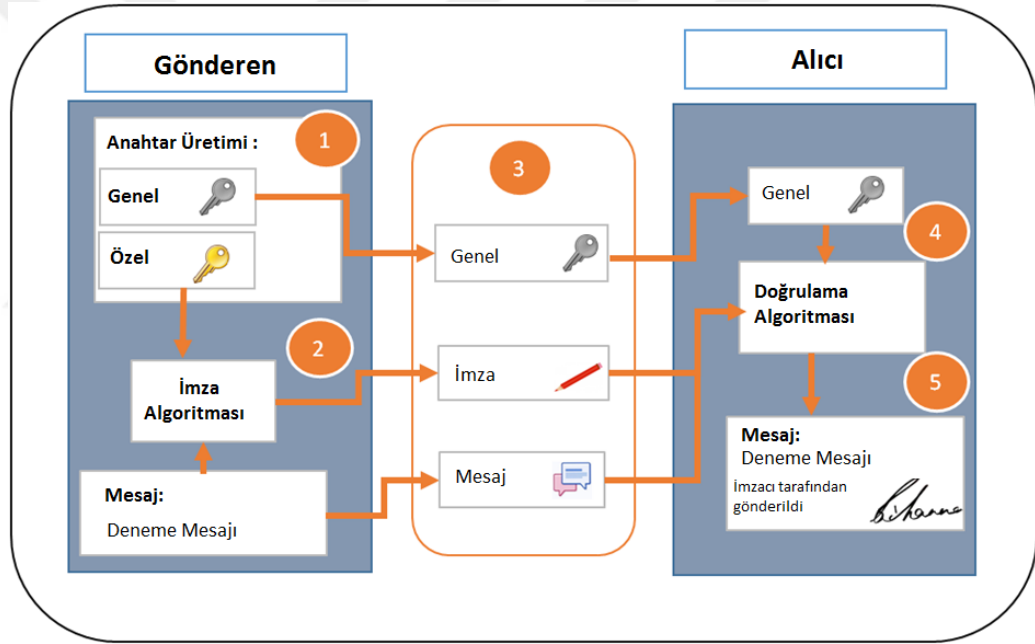 Gönderen
Anahtar Üretimi :
1
Genel
Özel
2
İmza
Algoritması
Mesaj:
Deneme Mesajı
3
Genel
İmza
Mesaj
Alıcı
Genel
4
Doğrulama
Algoritması
5
Mesaj:
Deneme Mesajı
İmzacı tarafından
gönderildi